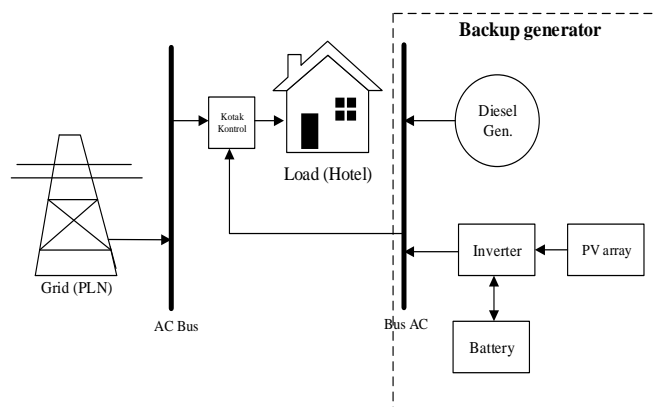 Backup generator
Diesel
Gen.
Kotak
Kontrol
Load (Hotel)
Inverter
PV array
Grid (PLN)
AC Bus
Bus AC
Battery